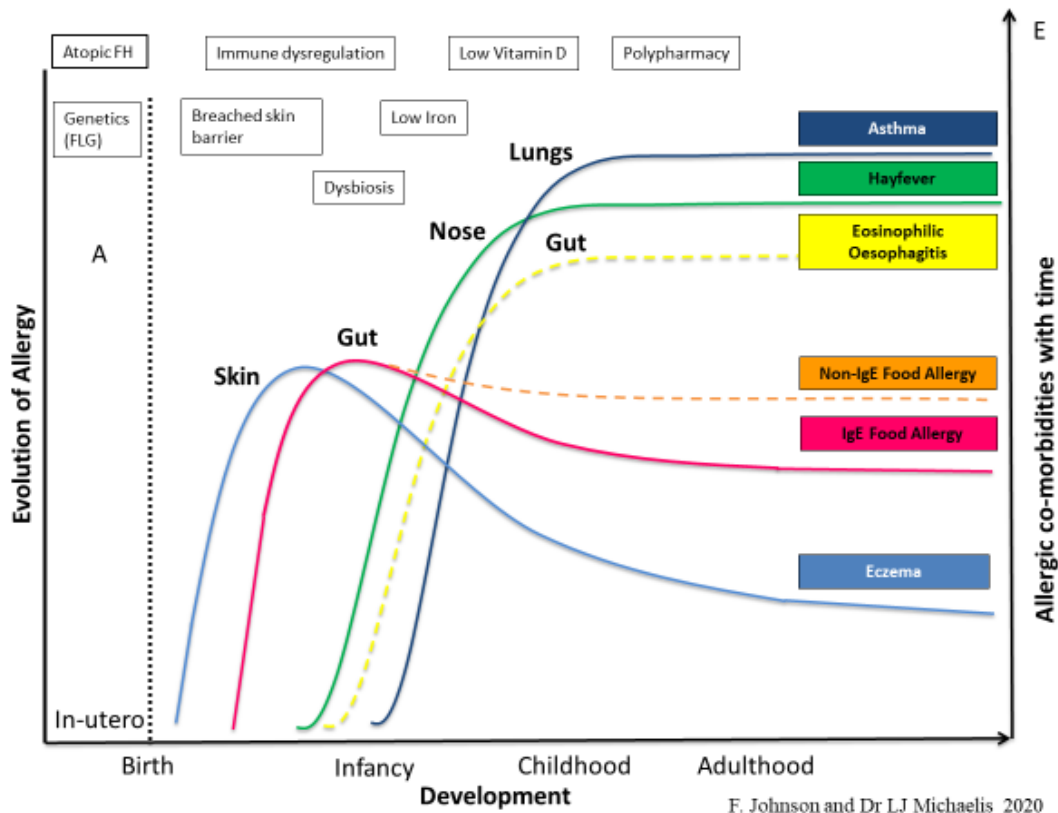 E
Atopic FH
Immune dysregulation
Low Vitamin D
Polypharmacy
Genetics
(FLG)
Breached skin
barrier
Low Iron
Dysbiosis
Lungs
Asthma
Hayfever
Nose
Gut
Eosinophilic
Oesophagitis
A
Gut
Skin
Non-IgE Food Allergy
IgE Food Allergy
Eczema
Evolution of Allergy
Allergic co-morbidities with time
In-utero
Birth
Infancy
Childhood
Adulthood
Development
F. Johnson and Dr LJ Michaelis 2020